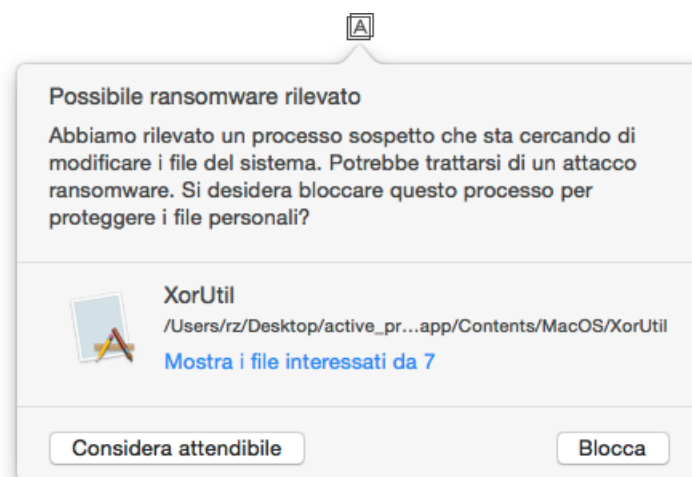 Possibile ransomware rilevato
Abbiamo rilevato un processo sospetto che sta cercando di
modificare i file del sistema. Potrebbe trattarsi di un attacco
ransomware. Si desidera bloccare questo processo per
proteggere i file personali?
XorUtil
/Users/rz/Desktop/active_pr...app/Contents/MacOS/XorUtil
Mostra i file interessati da 7
Considera attendibile
Blocca